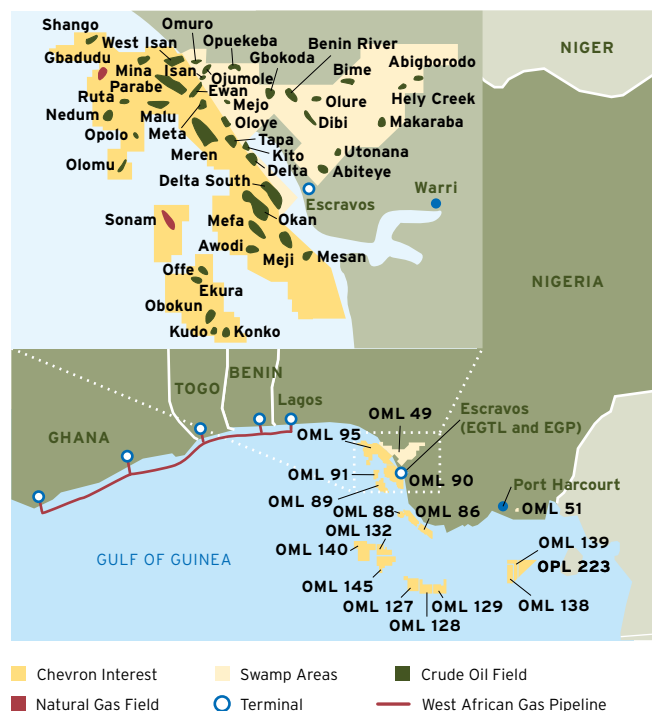 Shango
Omuro
West Isan
Opuekeba
Gbadudu
Gbokoda
Benin River
NIGER
Mina
Isan
Ojumole
Bime
Abigborodo
Parabe
Ewan
Ruta
Mejo
Olure
Hely Creek
Nedum
Malu
Oloye
Dibi
Makaraba
Opolo
Meta
Tapa
Meren
Kito
Utonana
Olomu
Delta
Abiteye
Delta South
Warri
Escravos
Sonam
Mefa
Okan
Awodi
Meji
Mesan
Offe
Ekura
NIGERIA
Obokun
Kudo
Konko
BENIN
TOGO
Lagos
OML 49
Escravos
(EGTL and EGP)
GHANA
OML 95
OML 91
OML 90
OML 89
Port Harcourt
OML 88
OML 86
OML 51
OML 132
OML 139
OML 140
GULF OF GUINEA
OPL 223
OML 145
OML 127
OML 129
OML 138
OML 128
Chevron Interest
Swamp Areas
Crude Oil Field
Natural Gas Field
Terminal
West African Gas Pipeline